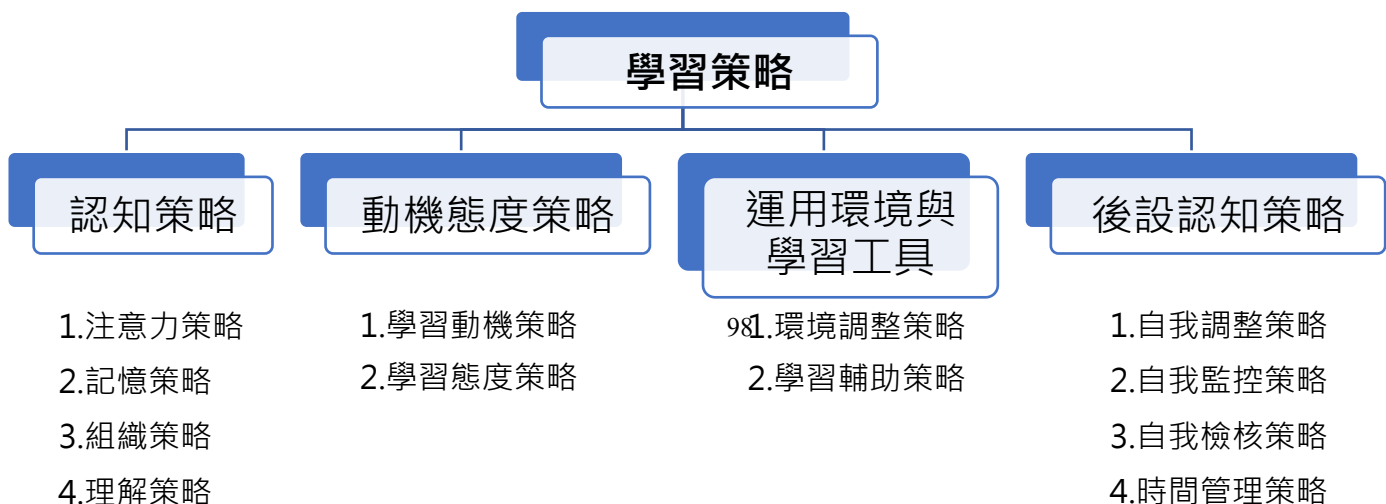 學習策略
認知策略
1.注意力策略
2.記憶策略
3.組織策略
4.理解策略
動機態度策略
1.學習動機策略
2.學習態度策略
運用環境與
學習工具
98
1.環境調整策略
2.學習輔助策略
後設認知策略
1.自我調整策略
2.自我監控策略
3.自我檢核策略
4.時間管理策略